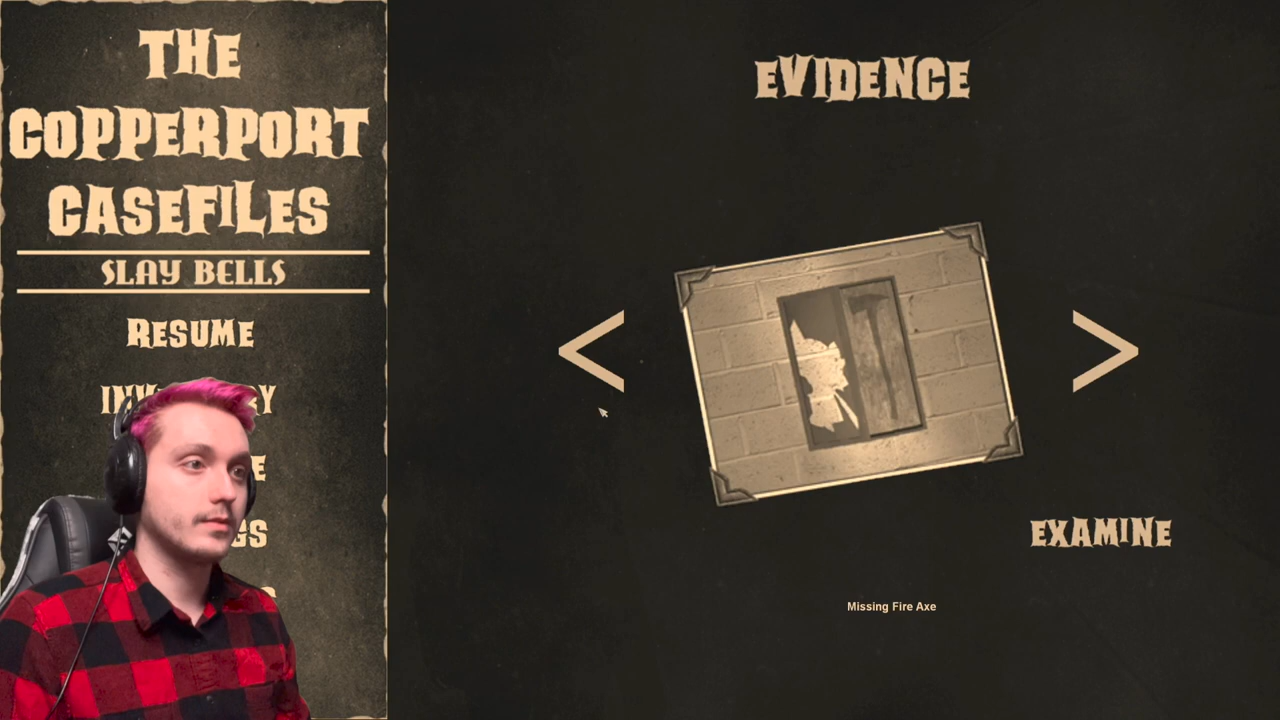 THE
COPPERPORT
CASEFILES
SLAY BELLS
RESUME
EVIDENCE
EXAMINE
Missing Fire Axe